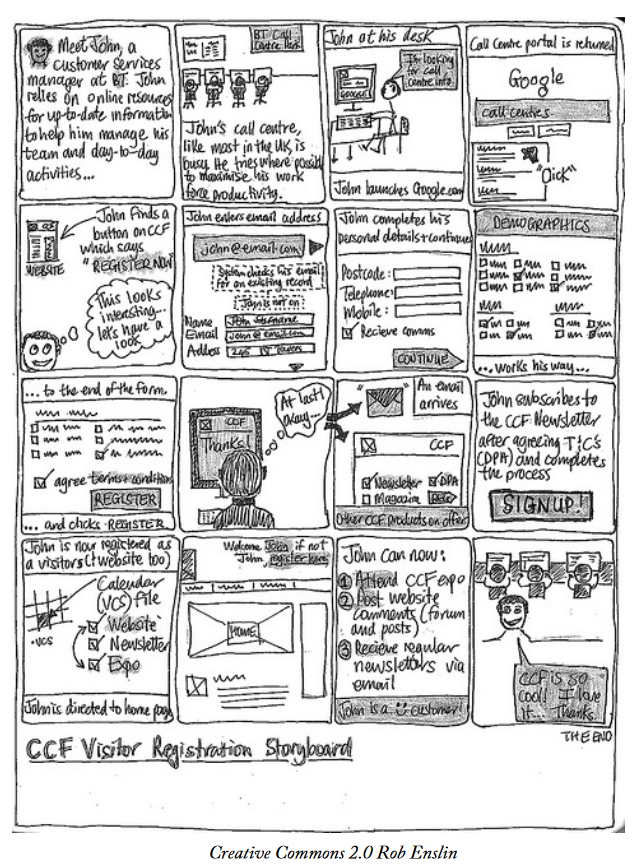 Meet John, a
customer services
manager at BT. John
relies on online resources
for up-to-date information
to help him manage his
team and day-to-day
activities...
BT Call
Centre Park
John's call centre,
like most in the UK, is
busy. He tries where possibl
to maximise his work
force productivity.
John at his desk
I'm looking
for call
centre info
GOOGLE
John launches Google.com
Call Centre portal is returned
Google
call centres
"Click"
John finds a
button on CCF
which says
"REGISTER NOW
WEBSITE
This looks
interesting...
let's have a
look
John enters email address
john@email.com
System checks his email
for an existing record
John is not on
Name
Email
Address
John completes his
personal details + continues
Postcode:
Telephone:
Mobile:
Recieve comms
CONTINUE
DEMOGRAPHICS
...works his way...
... to the end of the form
agree terms + conditions
REGISTER
... and clicks REGISTER
CCF
Thanks!
At last!
okay...
An email
arrives
CCF
Newsletter
DPA
Magazine
Other CCF products on offer
John subscribes to
the CCF Newsletter
after agreeing T&C's
(DPA) and completes
the process
SIGN UP!
John is now registered as
a visitors (+ website too)
Calendar
(VCS) file
.vcs
Website
Newsletter
Expo
John is directed to home page
Welcome John if not
John, register here
HOME
John can now:
1 Attend CCF expo
2 Post website
comments (forum
and posts)
3 Recieve regular
newsletters via
email
John is a customer!
CCF is so
cool! I love
it... Thanks
THE END
CCF Visitor Registration Storyboard
Creative Commons 2.0 Rob Enslin